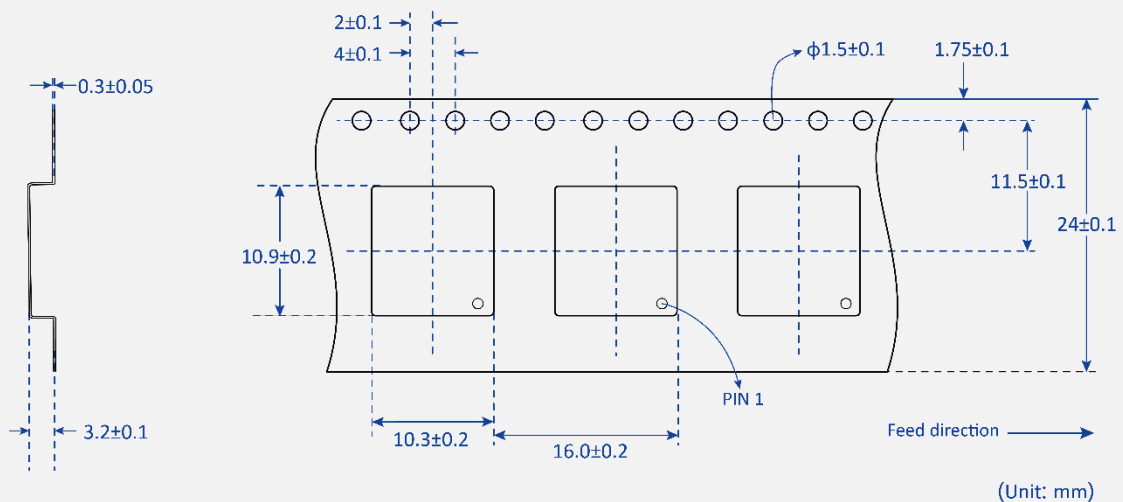 2±0.1
4±0.1
ϕ1.5±0.1
1.75±0.1
0.3±0.05
11.5±0.1
24±0.1
10.9±0.2
PIN 1
3.2±0.1
10.3±0.2
16.0±0.2
Feed direction
(Unit: mm)